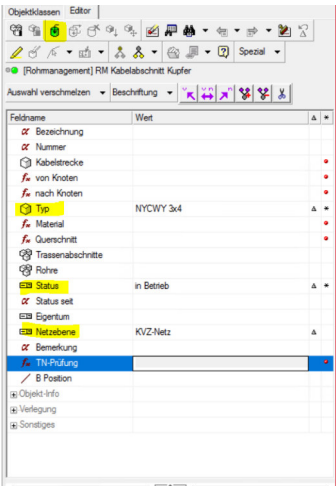 Objektklassen Editor
Spezial
[Rohmanagement] RM Kabelabschnitt Kupfer
Auswahl verschmelzen Beschriftung
Feldname Wert
Bezeichnung
Nummer
Kabelstrecke
von Knoten
nach Knoten
Typ NYCWY 3x4
Material
Querschnitt
Trassenabschnitte
Rohre
Status in Betrieb
Status seit
Eigentum
Netzebene KVZ-Netz
Bemerkung
TN-Prüfung
B Position
Objekt-Info
Verlegung
Sonstiges